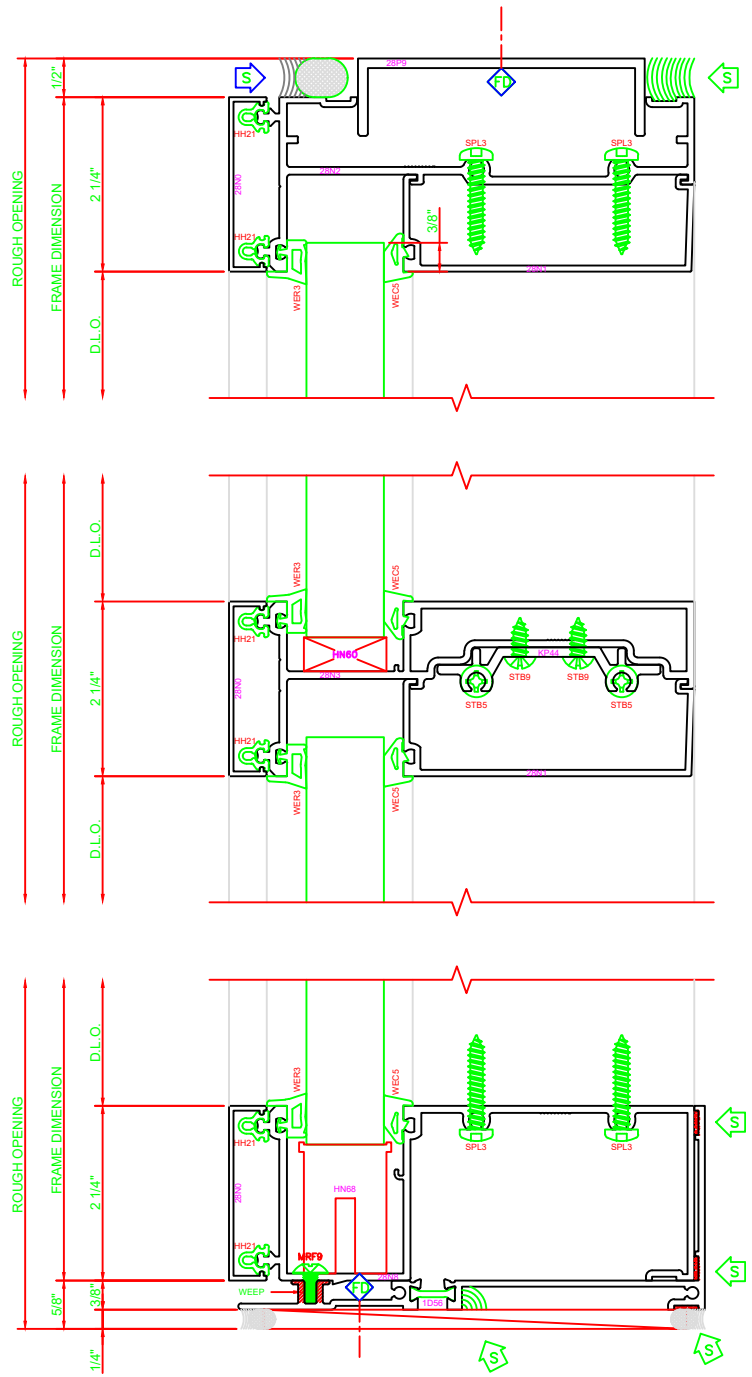 ROUGH OPENING
FRAME DIMENSION
1/2"
2 1/4"
D.L.O.
S
28P9
FD
S
HH21
SPL3
SPL3
28N0
28N2
3/8"
HH21
28N1
WER3
WEC5
ROUGH OPENING
FRAME DIMENSION
D.L.O.
2 1/4"
D.L.O.
WER3
WEC5
HH21
HN60
KP44
28N3
STB9
STB9
28N0
STB5
STB5
HH21
28N1
WER3
WEC5
ROUGH OPENING
FRAME DIMENSION
D.L.O.
2 1/4"
5/8"
3/8"
1/4"
WER3
WEC5
HH21
S
SPL3
SPL3
28N0
HN68
HH21
MRF9
28N8
S
WEEP
FD
1D56
S
S